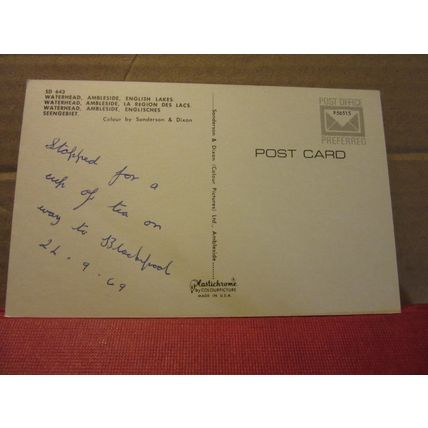 SD 643
WATERHEAD, AMBLESIDE, ENGLISH LAKES.
WATERHEAD, AMBLESIDE, LA REGION DES LACS.
WATERHEAD, AMBLESIDE, ENGLISCHES
SEENGEBIET.
Colour by Sanderson & Dixon
Stopped for a
cup of tea on
way to Blackpool
22.9.69
Sanderson & Dixon (Colour Pictures) Ltd., Ambleside
Plastichrome
by COLOURPICTURE
MADE IN U.S.A.
POST OFFICE
P56515
PREFERRED
POST CARD